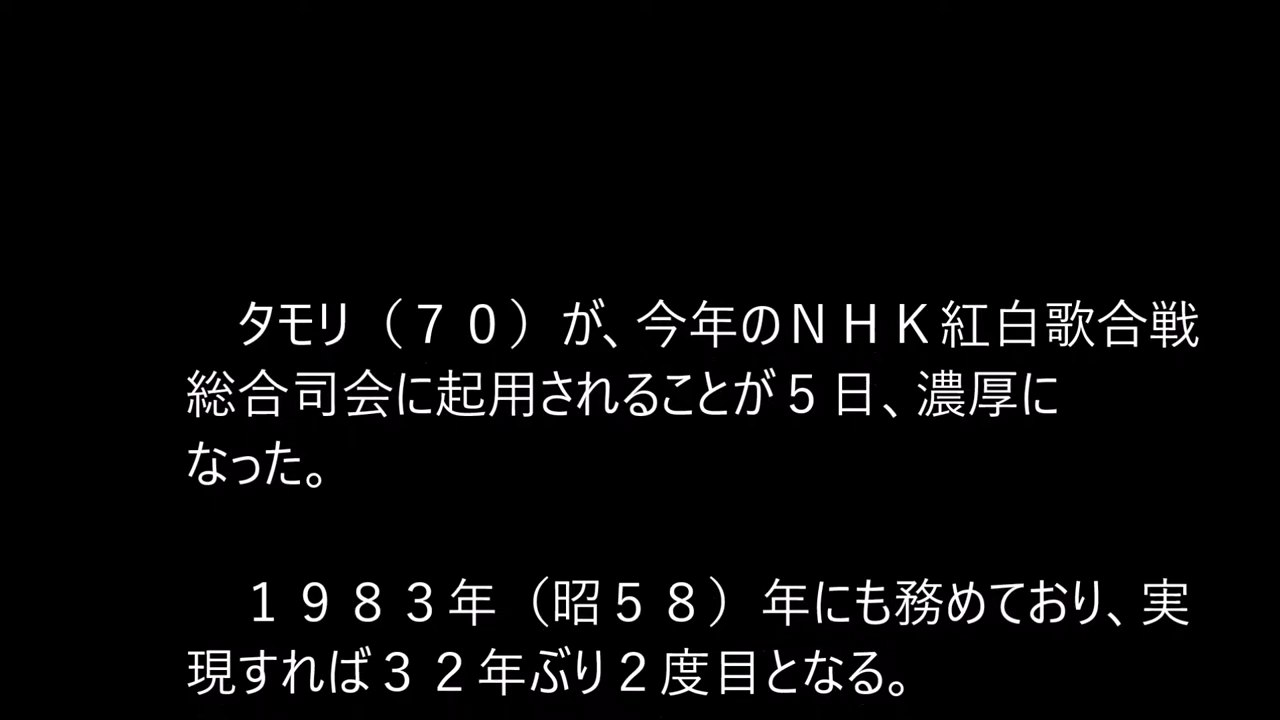 タモリ（７０）が、今年のＮＨＫ紅白歌合戦
総合司会に起用されることが５日、濃厚に
なった。
　１９８３年（昭５８）年にも務めており、実
現すれば３２年ぶり２度目となる。